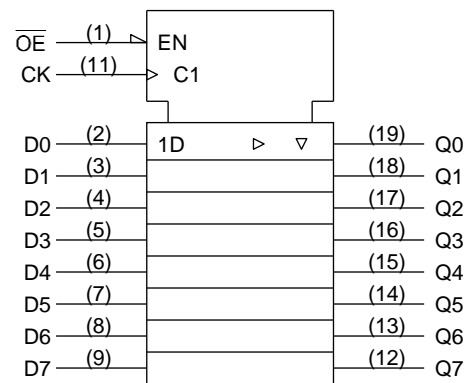 O̅E̅ (1) EN
CK (11) C1
D0 (2) 1D (19) Q0
D1 (3) (18) Q1
D2 (4) (17) Q2
D3 (5) (16) Q3
D4 (6) (15) Q4
D5 (7) (14) Q5
D6 (8) (13) Q6
D7 (9) (12) Q7